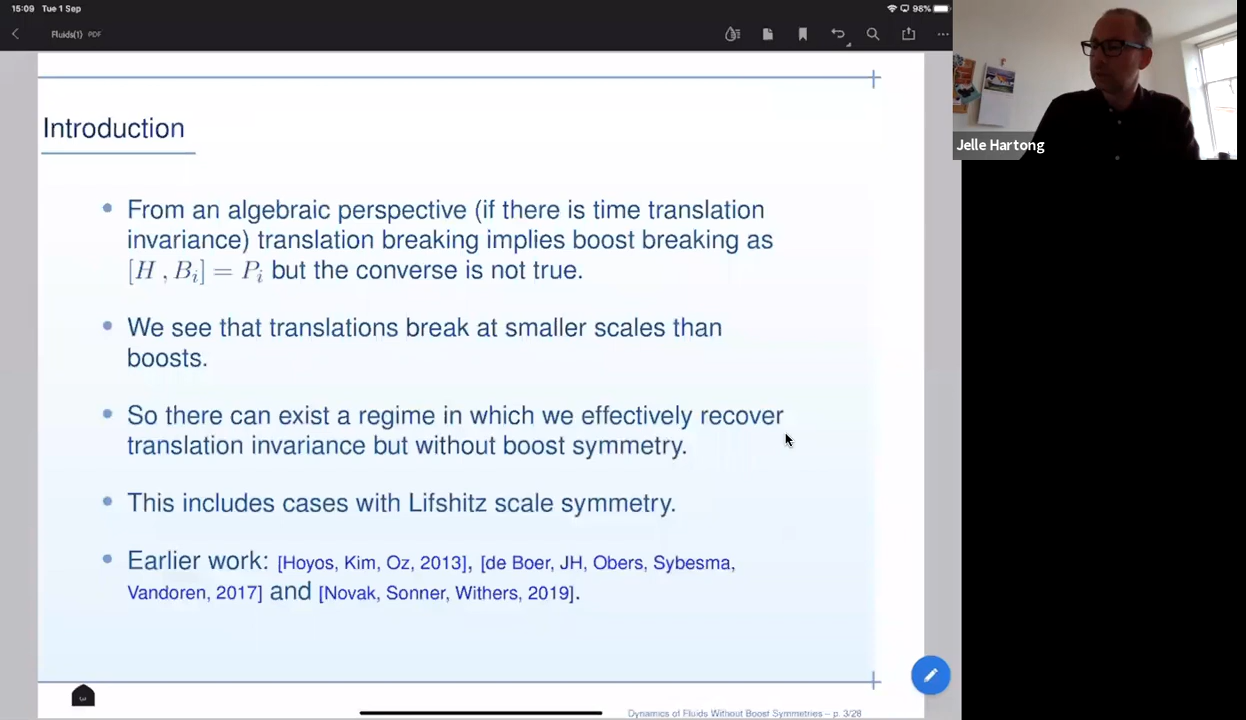 15:09 Tue 1 Sep
98%
Fluids(1) PDF
Jelle Hartong
Introduction
• From an algebraic perspective (if there is time translation
invariance) translation breaking implies boost breaking as
[H , B_i] = P_i but the converse is not true.
• We see that translations break at smaller scales than
boosts.
• So there can exist a regime in which we effectively recover
translation invariance but without boost symmetry.
• This includes cases with Lifshitz scale symmetry.
• Earlier work: [Hoyos, Kim, Oz, 2013], [de Boer, JH, Obers, Sybesma,
Vandoren, 2017] and [Novak, Sonner, Withers, 2019].
3
Dynamics of Fluids Without Boost Symmetries – p. 3/28